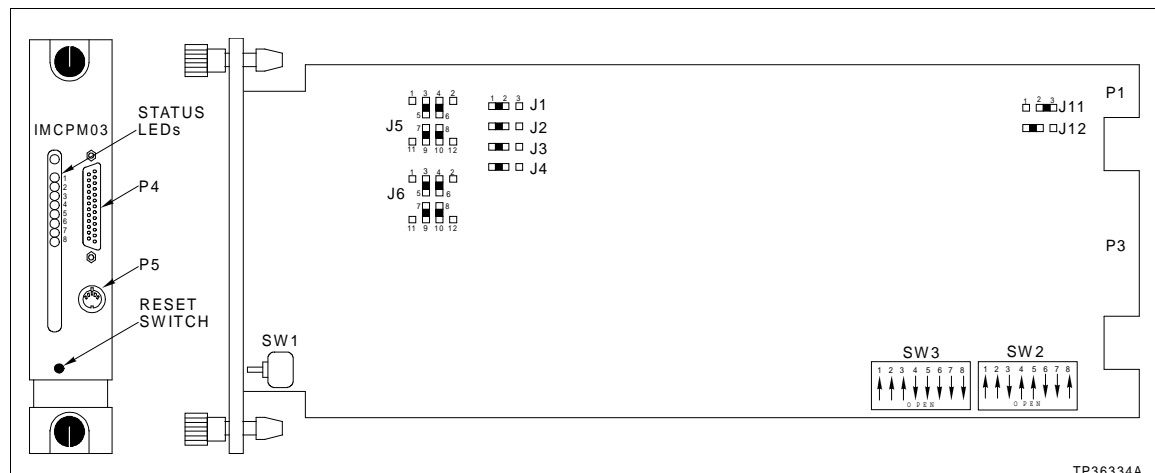 IMCPM03
STATUS
LEDs
1
2
3
4
5
6
7
8
P4
P5
RESET
SWITCH
SW1
J5
1 3 4 2
5 6
7 8
11 9 10 12
J6
1 3 4 2
5 6
7 8
11 9 10 12
1 2 3 J1
J2
J3
J4
1 2 3 J11
J12
P1
P3
SW3
1 2 3 4 5 6 7 8
OPEN
SW2
1 2 3 4 5 6 7 8
OPEN
TP36334A